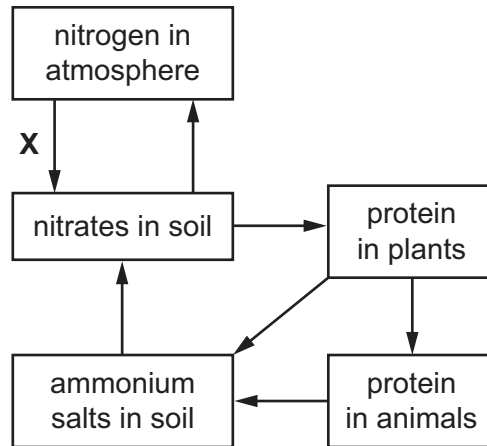 nitrogen in
atmosphere
X
nitrates in soil
protein
in plants
ammonium
salts in soil
protein
in animals